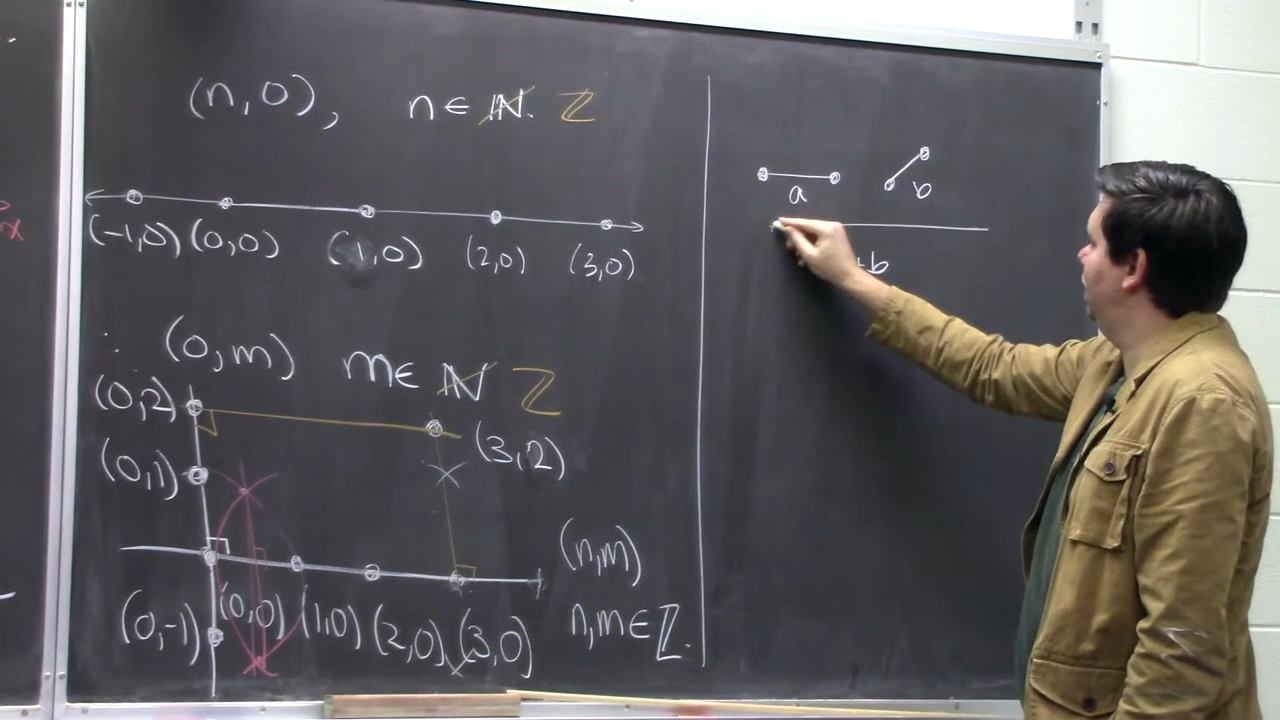 (n,0), n∈ℕ. ℤ
(-1,0) (0,0) (1,0) (2,0) (3,0)
(0,m) m∈ℕ ℤ
(0,2)
(3,2)
(0,1)
(0,0) (1,0) (2,0) (3,0)
(0,-1)
(n,m)
n,m∈ℤ.
a b
+b